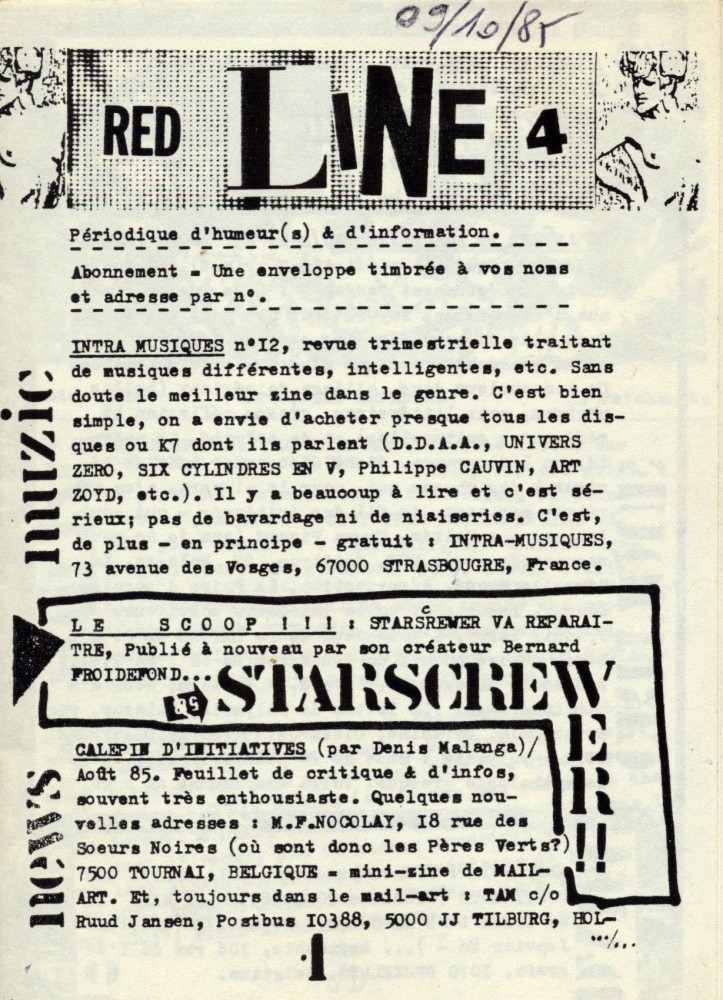 09/10/85
RED LINE 4
Périodique d'humeur(s) & d'information.
Abonnement = Une enveloppe timbrée à vos noms
et adresse par n°.
muzic
INTRA MUSIQUES n°I2, revue trimestrielle traitant
de musiques différentes, intelligentes, etc. Sans
doute le meilleur zine dans le genre. C'est bien
simple, on a envie d'acheter presque tous les dis-
ques ou K7 dont ils parlent (D.D.A.A., UNIVERS
ZERO, SIX CYLINDRES EN V, Philippe CAUVIN, ART
ZOYD, etc.). Il y a beaucoup à lire et c'est sé-
rieux; pas de bavardage ni de niaiseries. C'est,
de plus - en principe - gratuit : INTRA-MUSIQUES,
73 avenue des Vosges, 67000 STRASBOUGRE, France.
LE SCOOP !!! : STARSREWER VA REPARAI-
c
TRE, Publié à nouveau par son créateur Bernard
FROIDEFOND...
58 STARSCREWER!!
news
CALEPIN D'INITIATIVES (par Denis Malanga)/
Août 85. Feuillet de critique & d'infos,
souvent très enthousiaste. Quelques nou-
velles adresses : M.F.NOCOLAY, I8 rue des
Soeurs Noires (où sont donc les Pères Verts?)
7500 TOURNAI, BELGIQUE = mini-zine de MAIL-
ART. Et, toujours dans le mail-art : TAM c/o
Ruud Jansen, Postbus I0388, 5000 JJ TILBURG, HOL-
.../...
.1